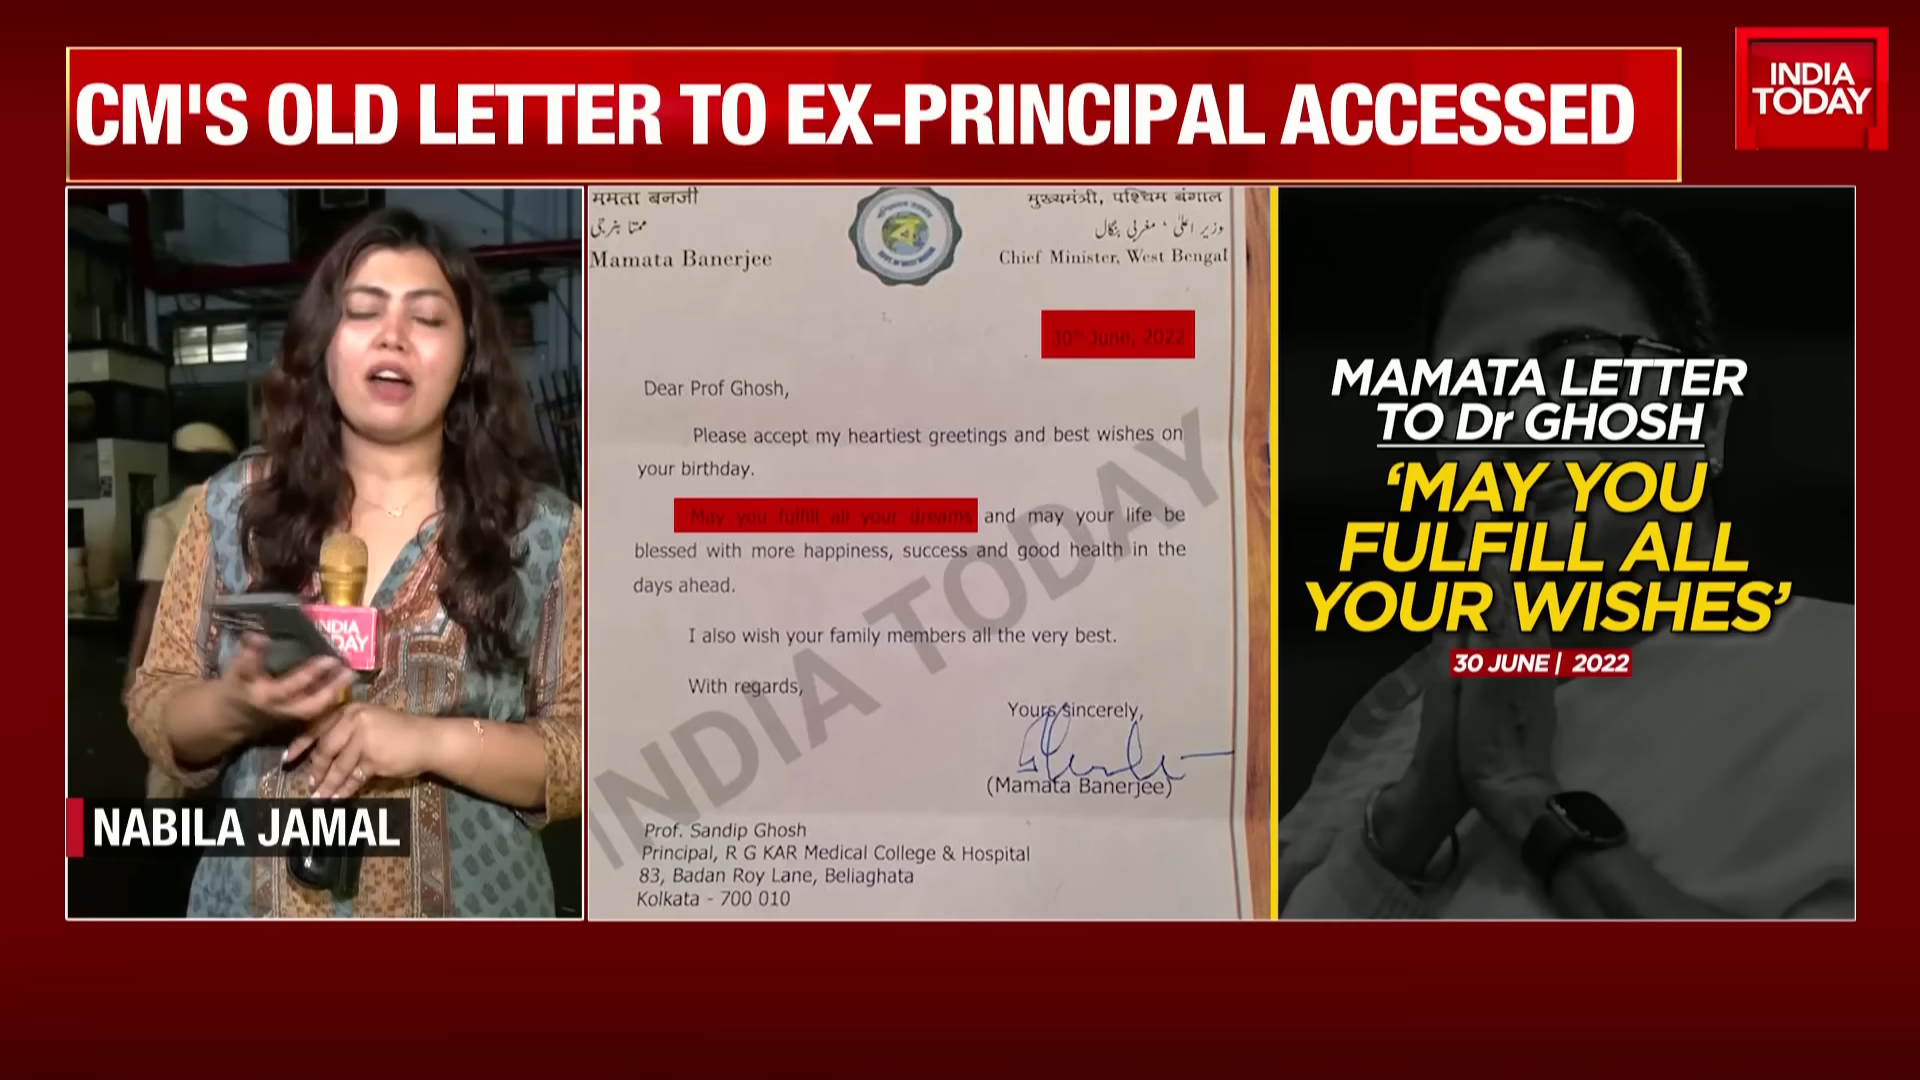 CM'S OLD LETTER TO EX-PRINCIPAL ACCESSED
INDIA
TODAY
ममता बनर्जी
मुख्यमंत्री, पश्चिम बंगाल
ممتا بنرجی
وزیر اعلیٰ ، مغربی بنگال
Mamata Banerjee
Chief Minister, West Bengal
30th June, 2022
Dear Prof Ghosh,
Please accept my heartiest greetings and best wishes on
your birthday.
May you fulfill all your dreams and may your life be
blessed with more happiness, success and good health in the
days ahead.
I also wish your family members all the very best.
With regards,
Yours sincerely,
(Mamata Banerjee)
Prof. Sandip Ghosh
Principal, R G KAR Medical College & Hospital
83, Badan Roy Lane, Beliaghata
Kolkata - 700 010
INDIA TODAY
MAMATA LETTER
TO Dr GHOSH
‘MAY YOU
FULFILL ALL
YOUR WISHES’
30 JUNE | 2022
INDIA
TODAY
NABILA JAMAL